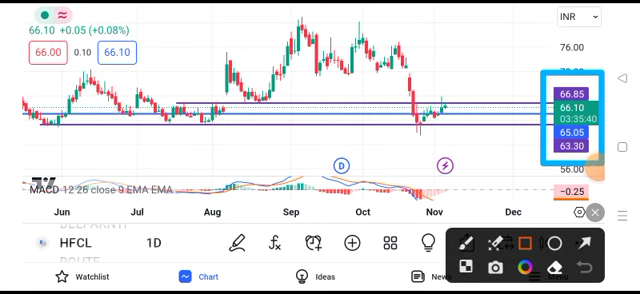 66.10 +0.05 (+0.08%)
66.00 0.10 66.10
INR
76.00
66.85
66.10
03:35:40
65.05
63.30
56.00
D
MACD 12 26 close 9 EMA EMA
−0.25
Jun Jul Aug Sep Oct Nov Dec
HFCL 1D
Watchlist Chart Ideas News